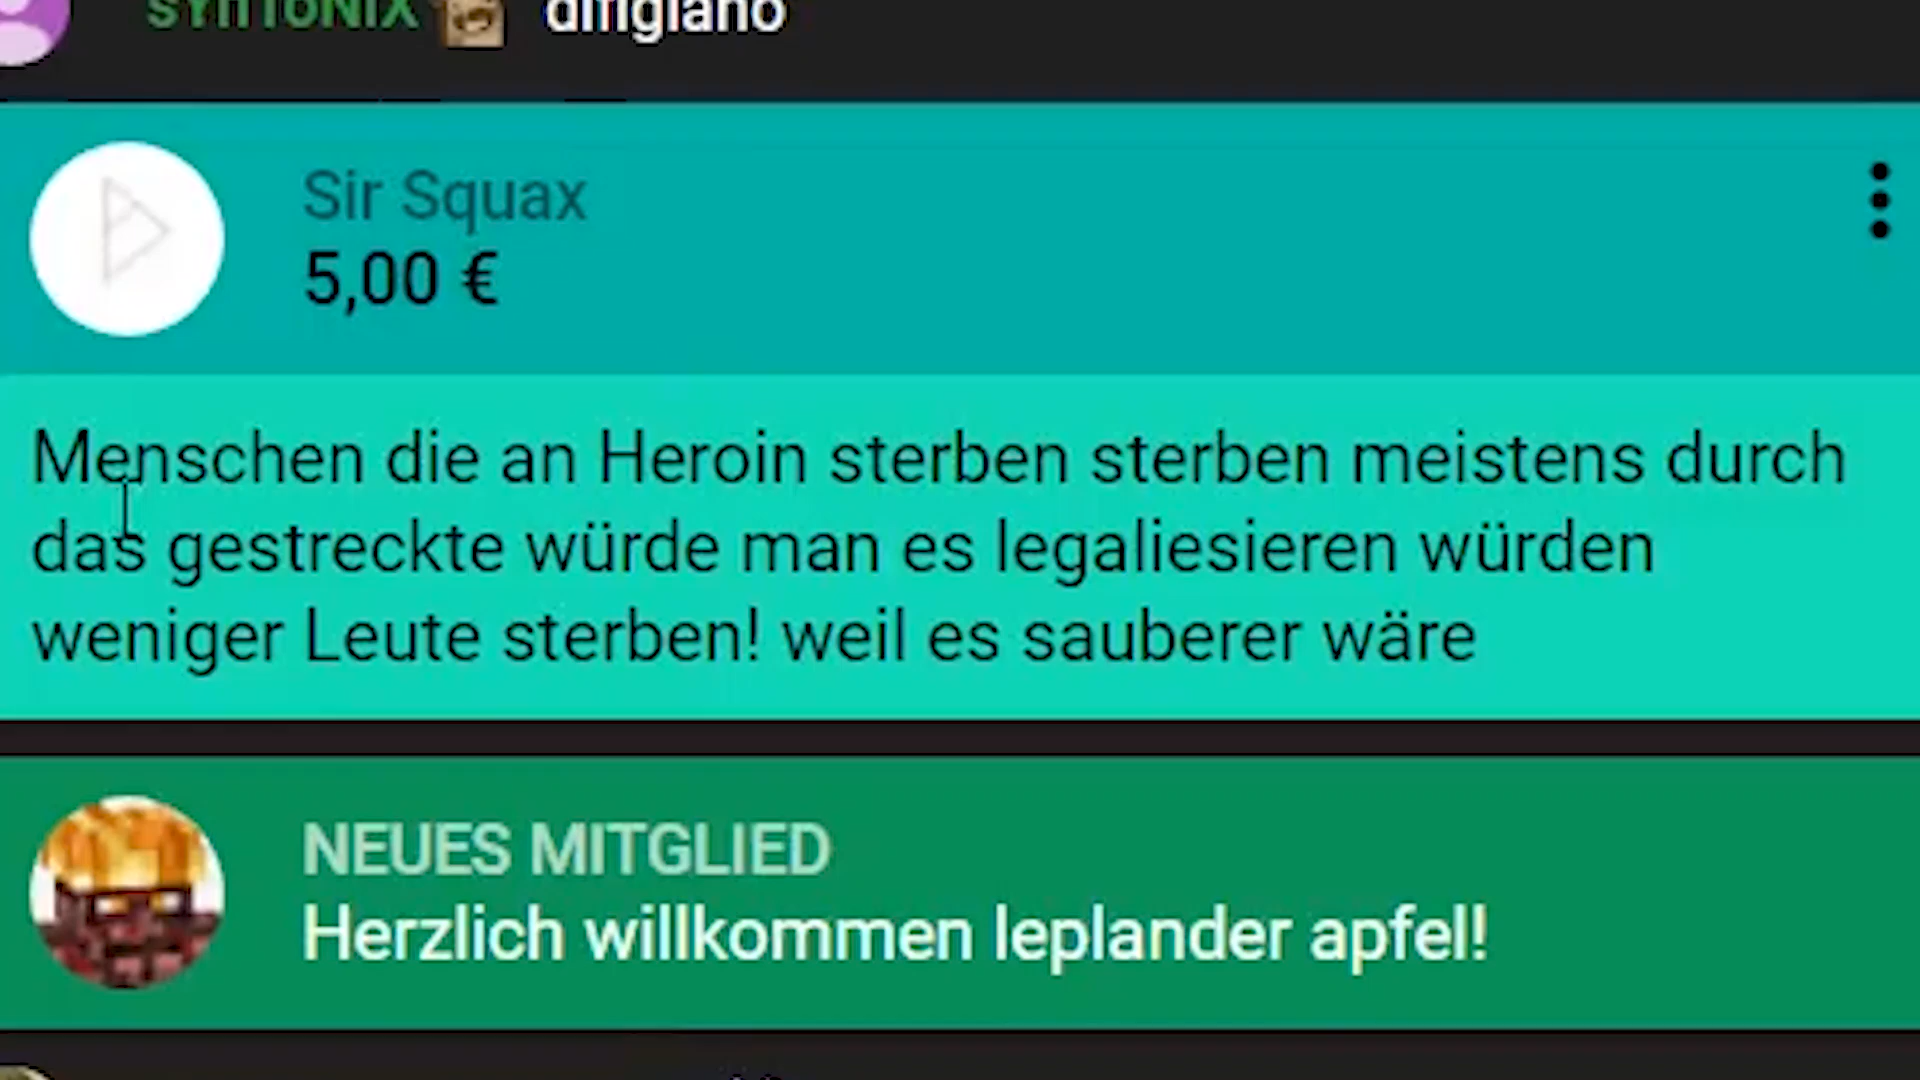 Sir Squax
5,00 €
Menschen die an Heroin sterben sterben meistens durch
das gestreckte würde man es legaliesieren würden
weniger Leute sterben! weil es sauberer wäre
NEUES MITGLIED
Herzlich willkommen leplander apfel!